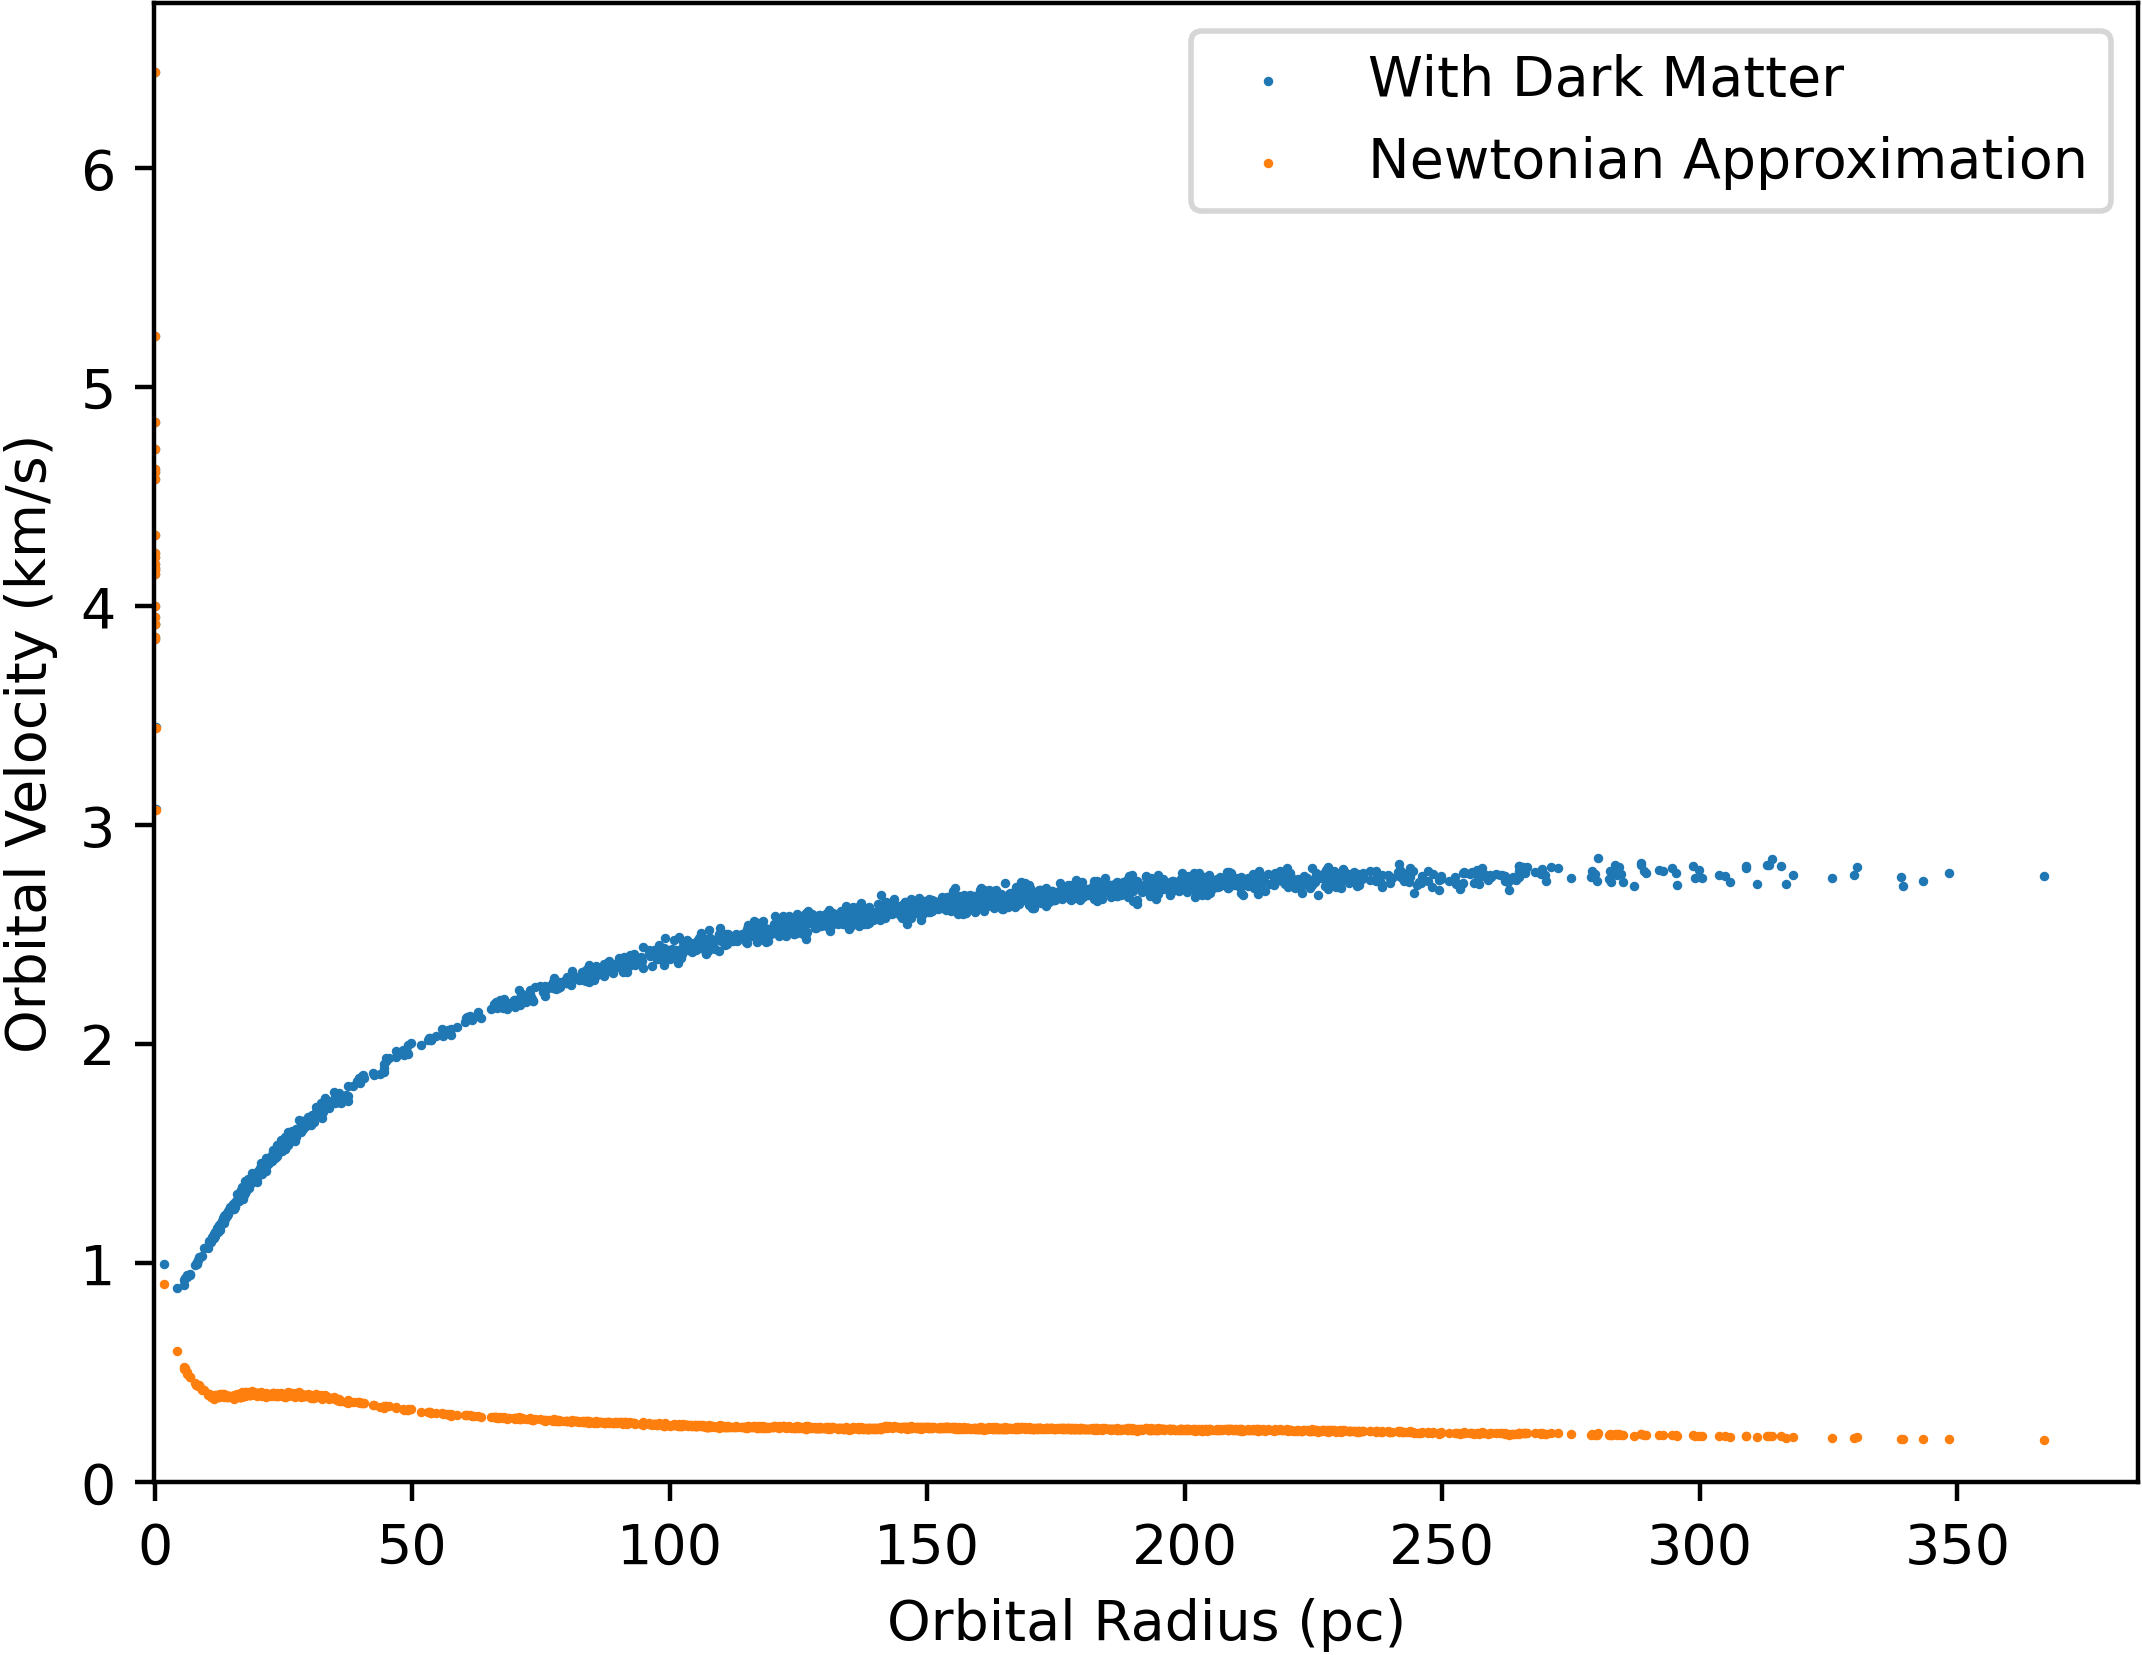 With Dark Matter
Newtonian Approximation
Orbital Velocity (km/s)
6
5
4
3
2
1
0
0 50 100 150 200 250 300 350
Orbital Radius (pc)